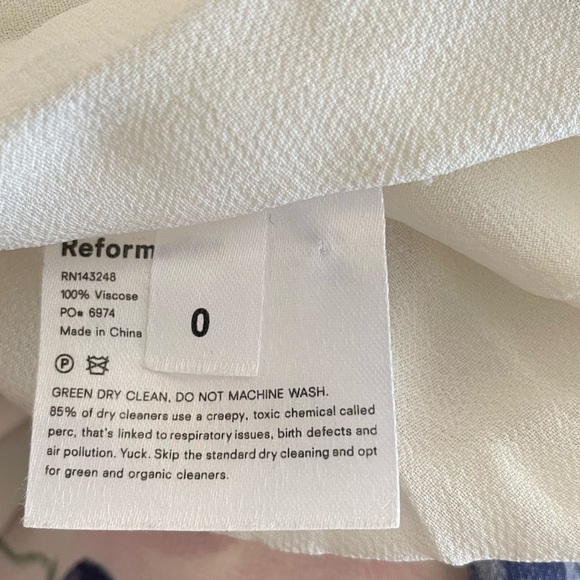 Reform
RN143248
100% Viscose
PO# 6974
Made in China
0
P
GREEN DRY CLEAN, DO NOT MACHINE WASH.
85% of dry cleaners use a creepy, toxic chemical called
perc, that's linked to respiratory issues, birth defects and
air pollution. Yuck. Skip the standard dry cleaning and opt
for green and organic cleaners.